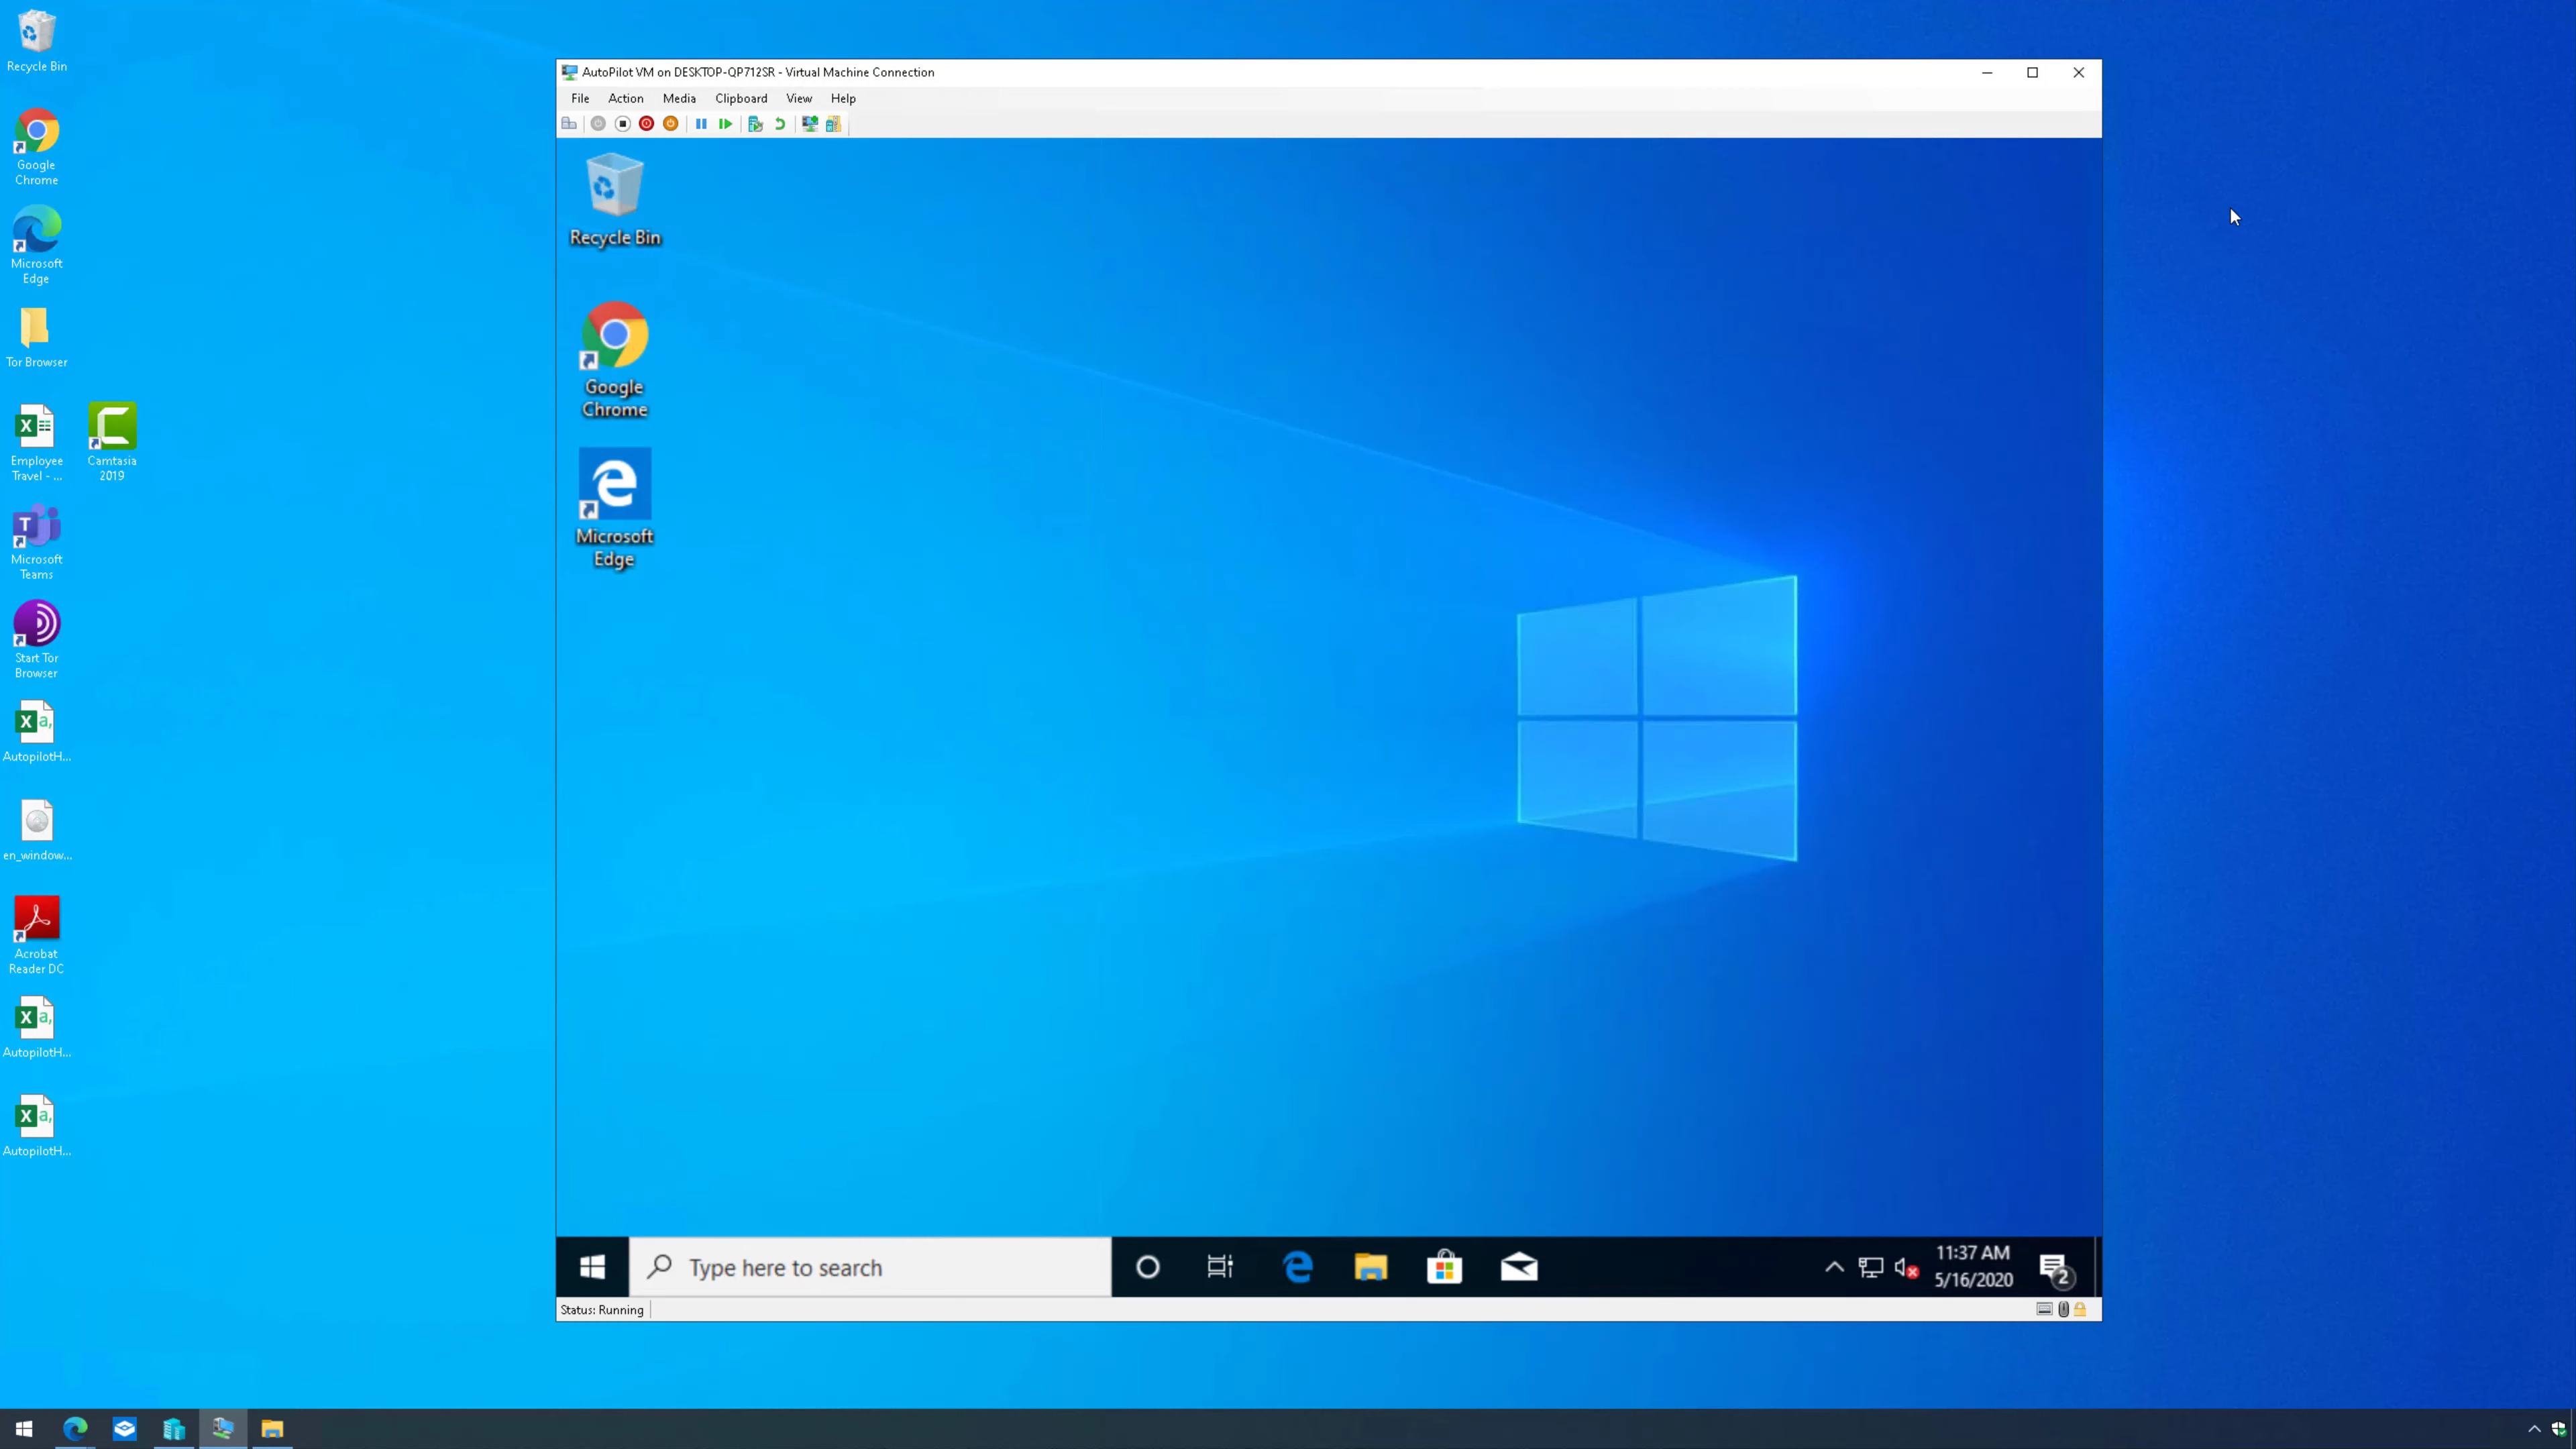 Recycle Bin
Google
Chrome
Microsoft
Edge
Tor Browser
Employee
Travel - ...
Camtasia
2019
Microsoft
Teams
Start Tor
Browser
AutopilotH...
en_window...
Acrobat
Reader DC
AutopilotH...
AutopilotH...
AutoPilot VM on DESKTOP-QP712SR - Virtual Machine Connection
File Action Media Clipboard View Help
Recycle Bin
Google
Chrome
Microsoft
Edge
Type here to search
11:37 AM
5/16/2020
2
Status: Running